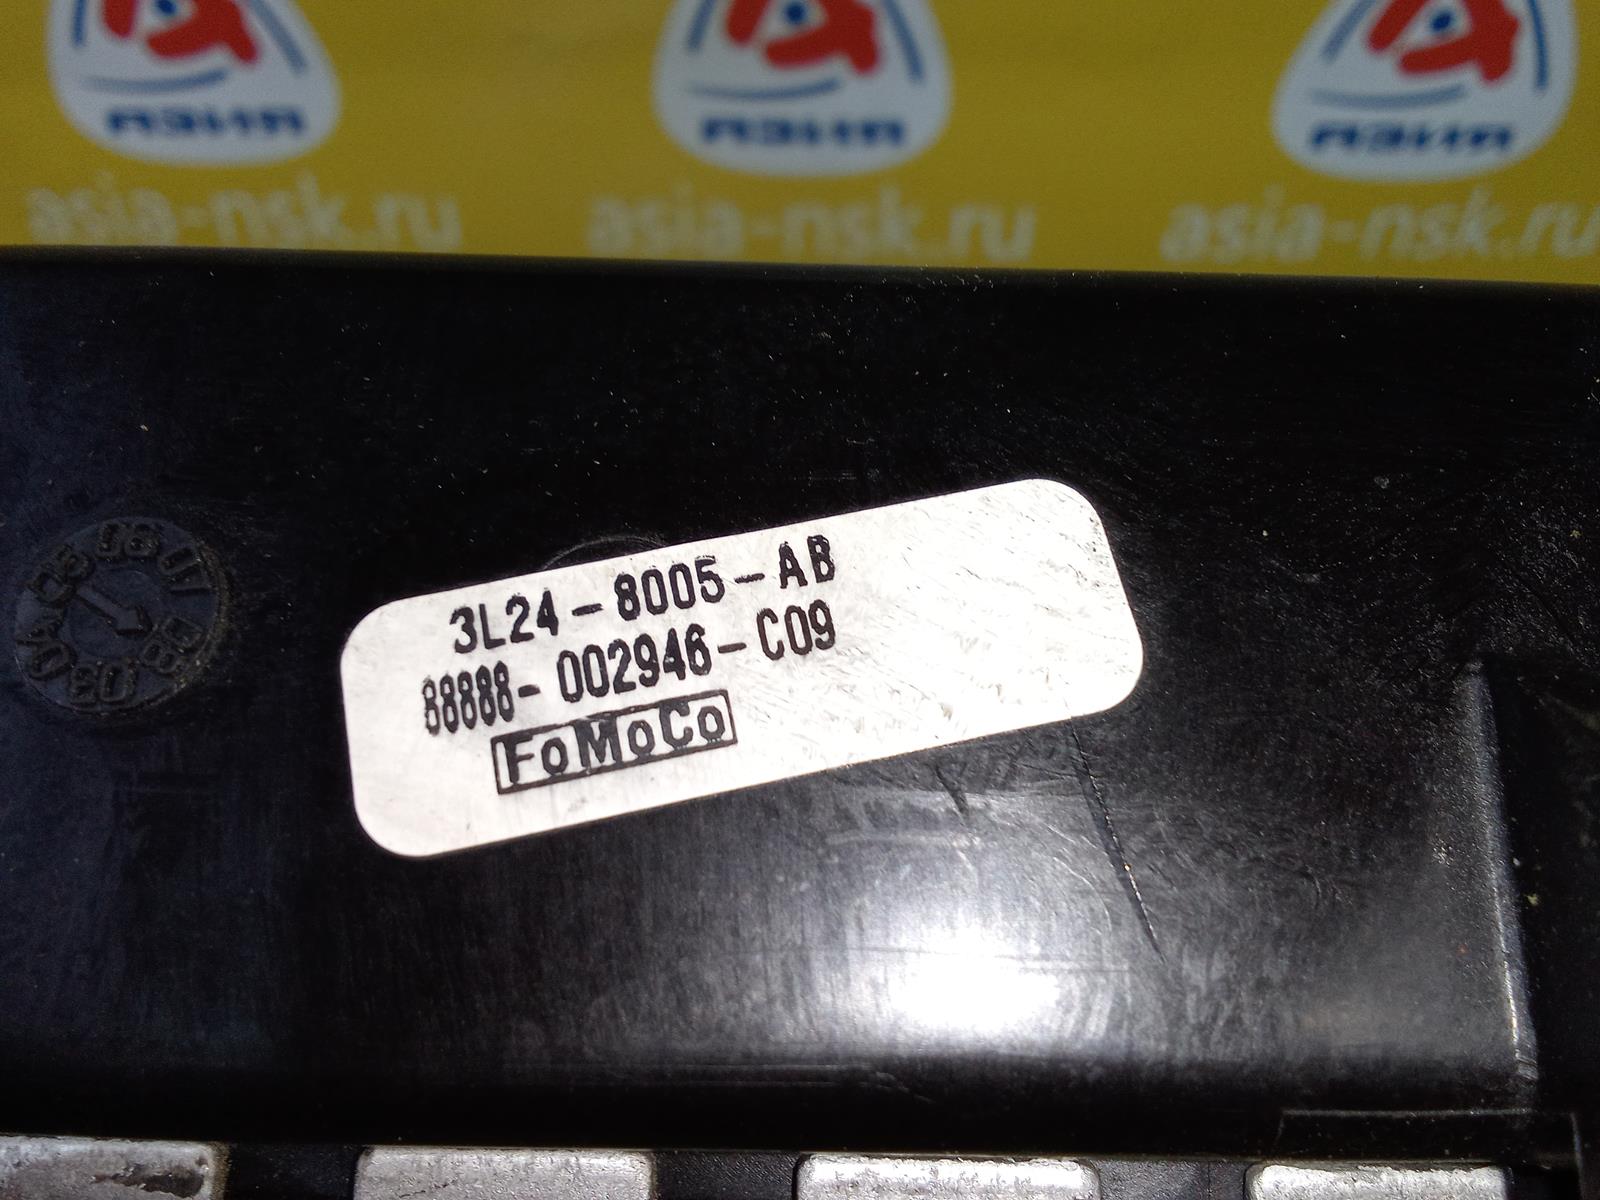 АЗИЯ АЗИЯ АЗИЯ
asia-nsk.ru asia-nsk.ru asia-nsk.ru
3L24-8005-AB
88888-002946-C09
FoMoCo